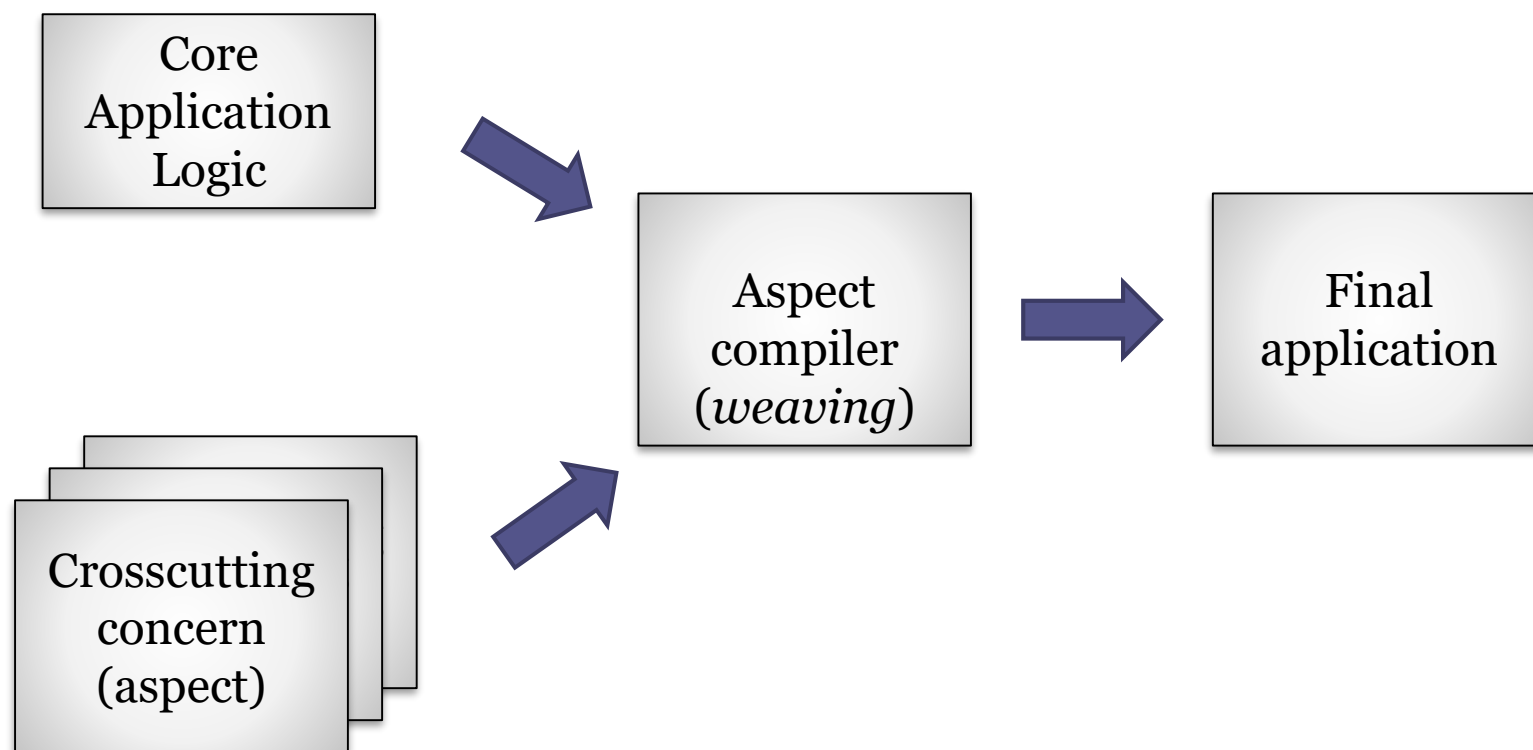 Core
Application
Logic
Aspect
compiler
(weaving)
Final
application
Crosscutting
concern
(aspect)